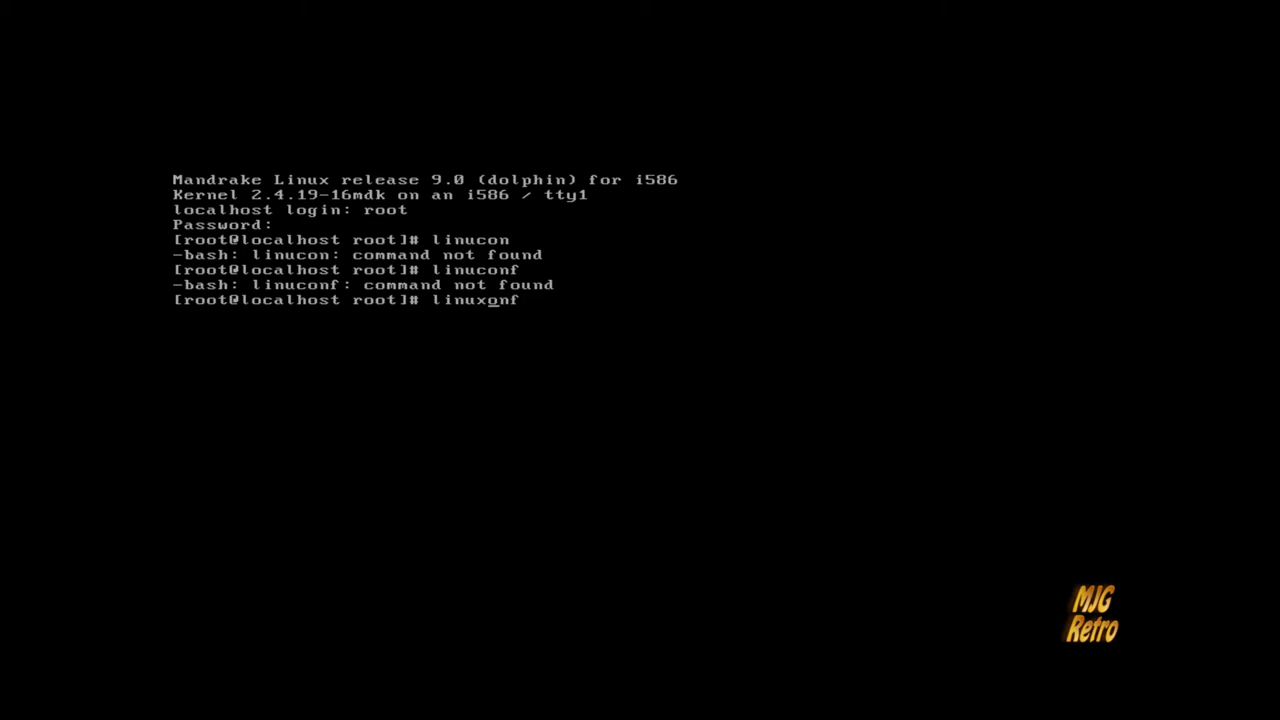 Mandrake Linux release 9.0 (dolphin) for i586
Kernel 2.4.19-16mdk on an i586 / tty1
localhost login: root
Password:
[root@localhost root]# linucon
-bash: linucon: command not found
[root@localhost root]# linuconf
-bash: linuconf: command not found
[root@localhost root]# linuxonf
MJG
Retro